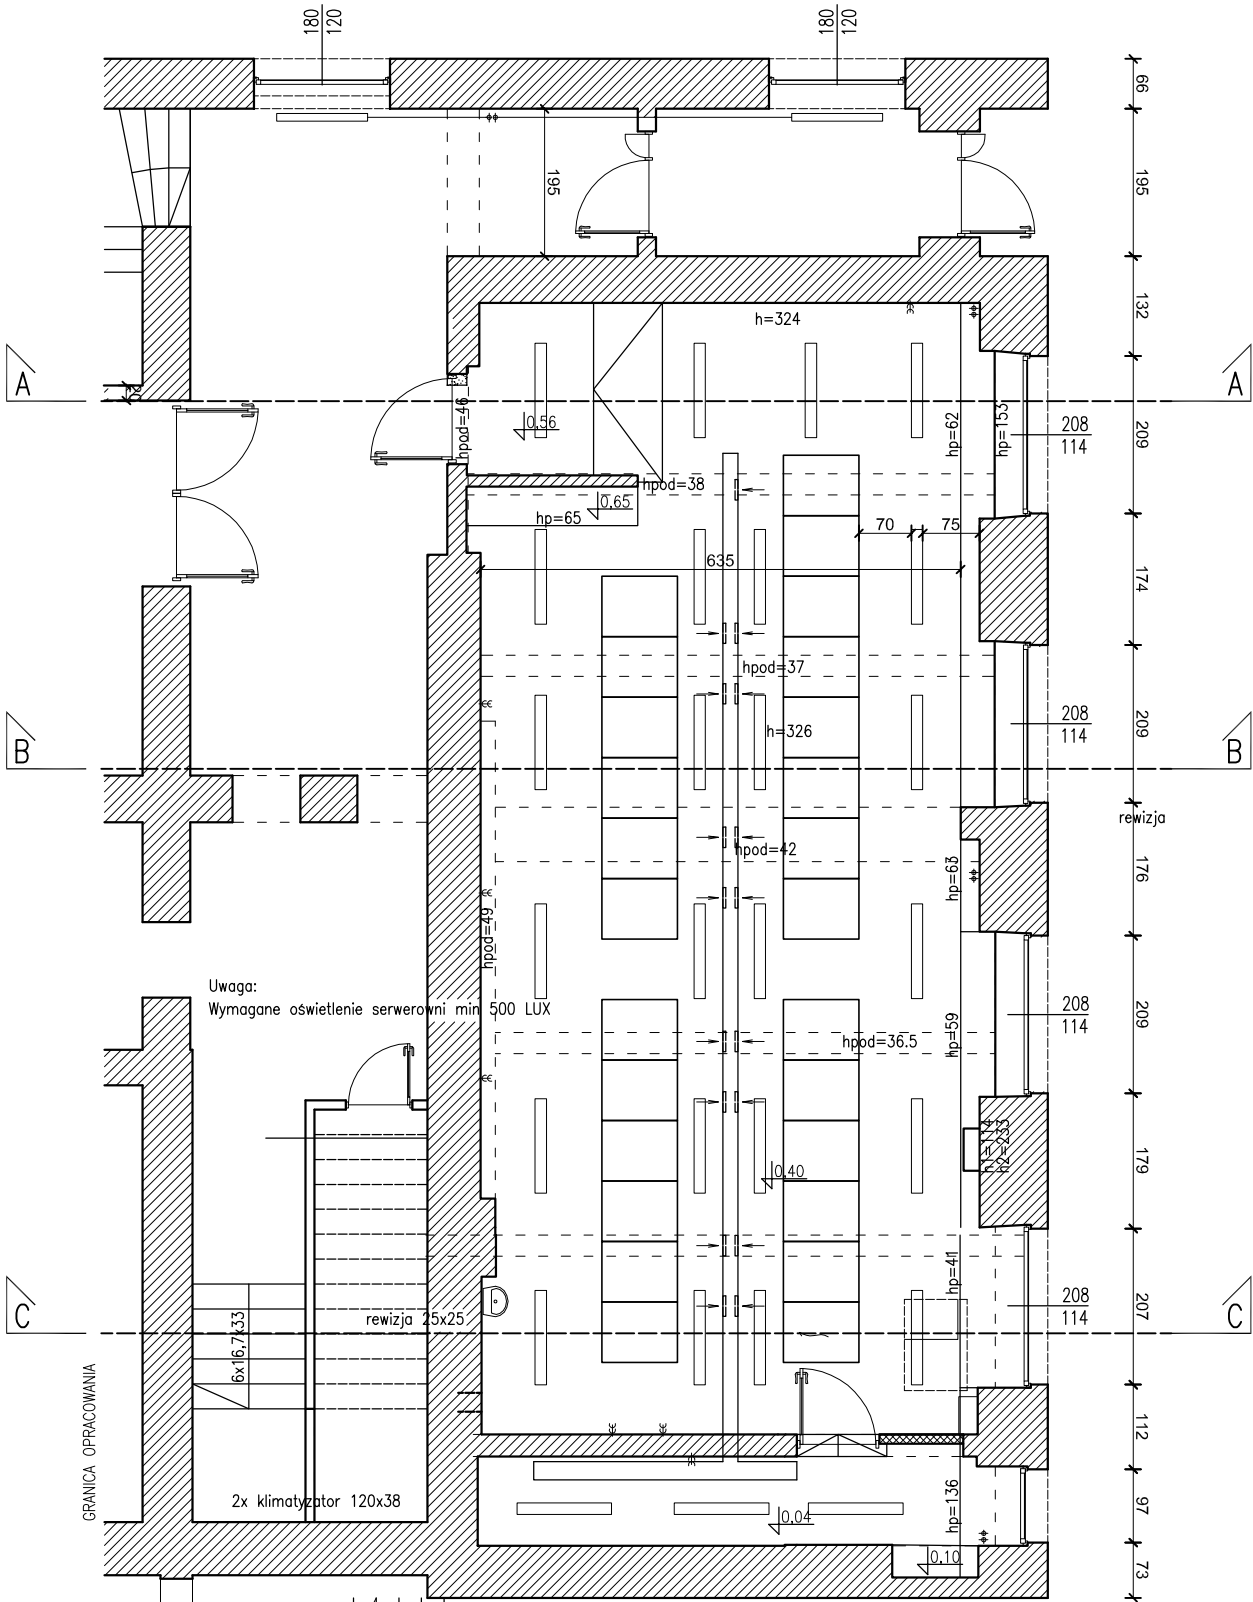 180
120
180
120
66
195
195
132
h=324
A
A
26
hpod=46
0,56
hp=62
hp=153
208
114
209
hpod=38
0,65
hp=65
70
75
635
174
hpod=37
h=326
208
114
209
B
B
rewizja
hpod=42
hp=63
176
hpod=49
Uwaga:
Wymagane oświetlenie serwerowni min 500 LUX
208
114
209
hpod=36.5
hp=59
h1=114
h2=233
179
0,40
hp=41
208
114
207
C
C
rewizja 25x25
6x16,7x33
GRANICA OPRACOWANIA
112
2x klimatyzator 120x38
hp=136
97
0,04
0,10
73